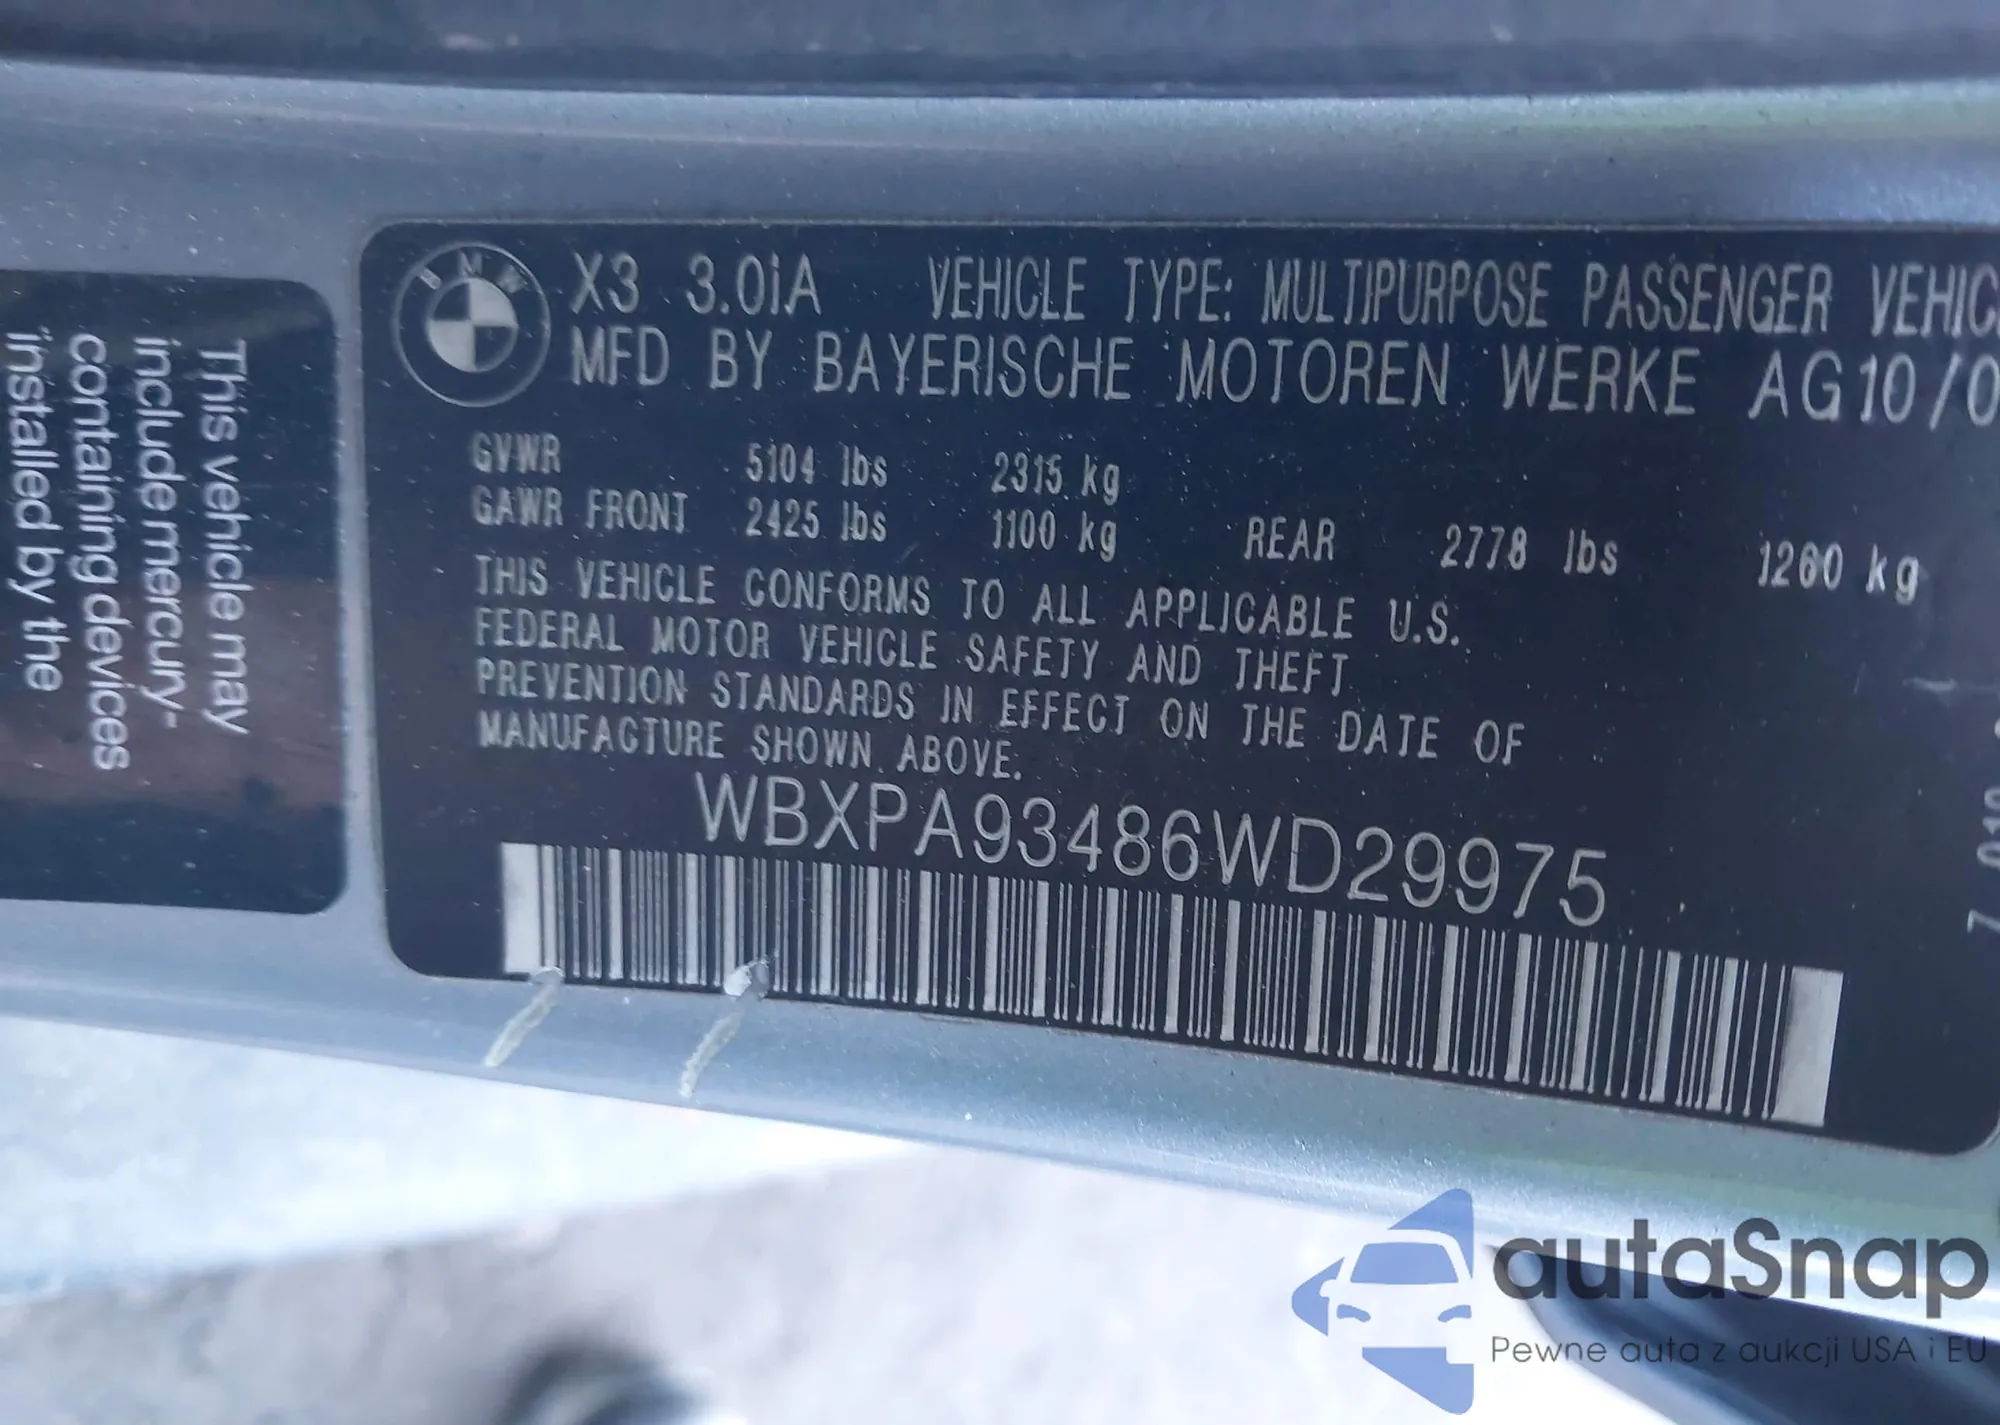 This vehicle may
include mercury-
containing devices
installed by the
BMW
X3 3.0iA VEHICLE TYPE: MULTIPURPOSE PASSENGER VEHIC
MFD BY BAYERISCHE MOTOREN WERKE AG 10/0
GVWR 5104 lbs 2315 kg
GAWR FRONT 2425 lbs 1100 kg REAR 2778 lbs 1260 kg
THIS VEHICLE CONFORMS TO ALL APPLICABLE U.S.
FEDERAL MOTOR VEHICLE SAFETY AND THEFT
PREVENTION STANDARDS IN EFFECT ON THE DATE OF
MANUFACTURE SHOWN ABOVE.
WBXPA93486WD29975
autaSnap
Pewne auta z aukcji USA i EU